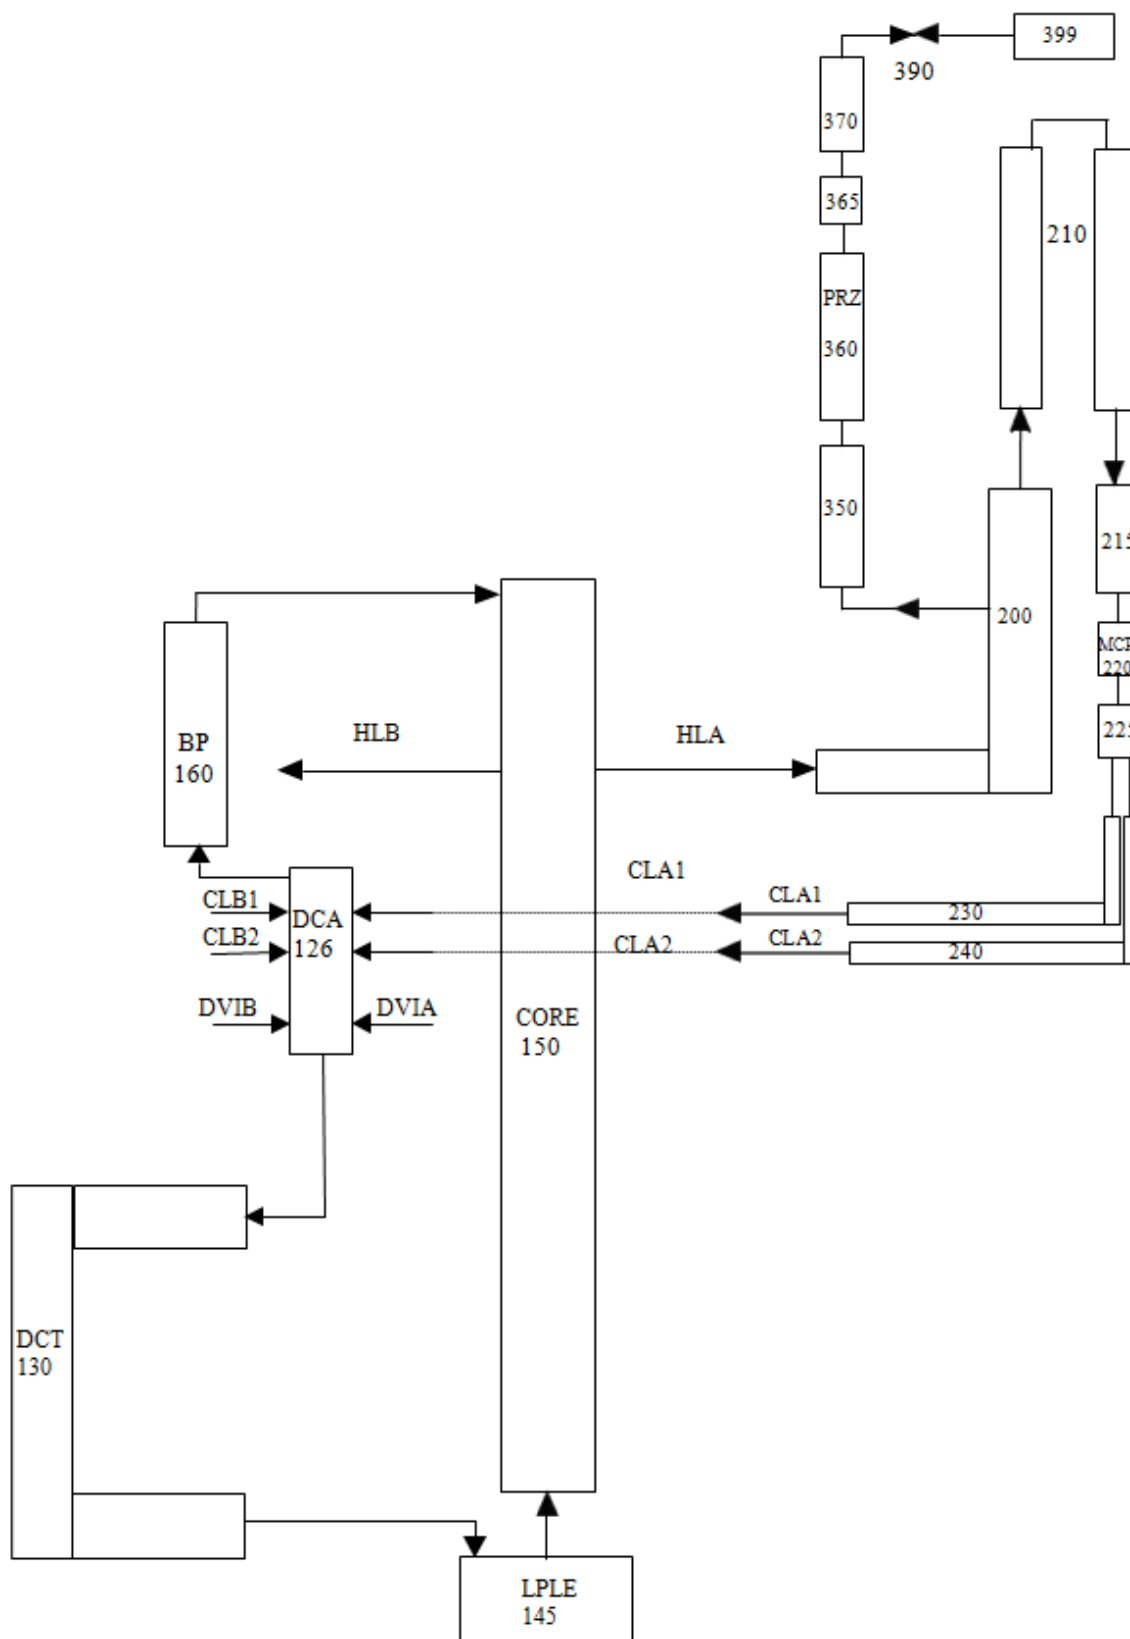 399
390
370
365
210
PRZ
360
350
215
200
MCP
220
225
HLB
HLA
BP
160
CLA1
CLB1
CLA1
DCA
126
230
CLB2
CLA2
CLA2
240
DVIB
DVIA
CORE
150
DCT
130
LPLE
145